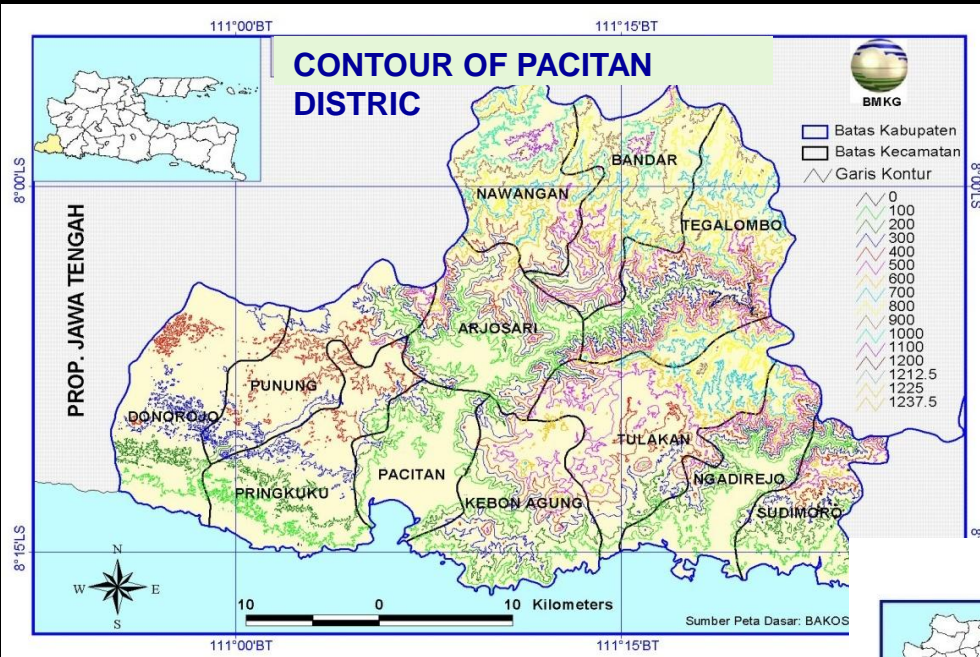 111°00'BT
111°15'BT
CONTOUR OF PACITAN
DISTRIC
BMKG
Batas Kabupaten
Batas Kecamatan
Garis Kontur
0
100
200
300
400
500
600
700
800
900
1000
1100
1200
1212.5
1225
1237.5
8°00'LS
8°00'LS
PROP. JAWA TENGAH
BANDAR
NAWANGAN
TEGALOMBO
ARJOSARI
PUNUNG
DONOROJO
TULAKAN
PACITAN
NGADIREJO
PRINGKUKU
KEBON AGUNG
SUDIMORO
8°15'LS
N
W
E
S
10
0
10 Kilometers
Sumber Peta Dasar: BAKOS
111°00'BT
111°15'BT